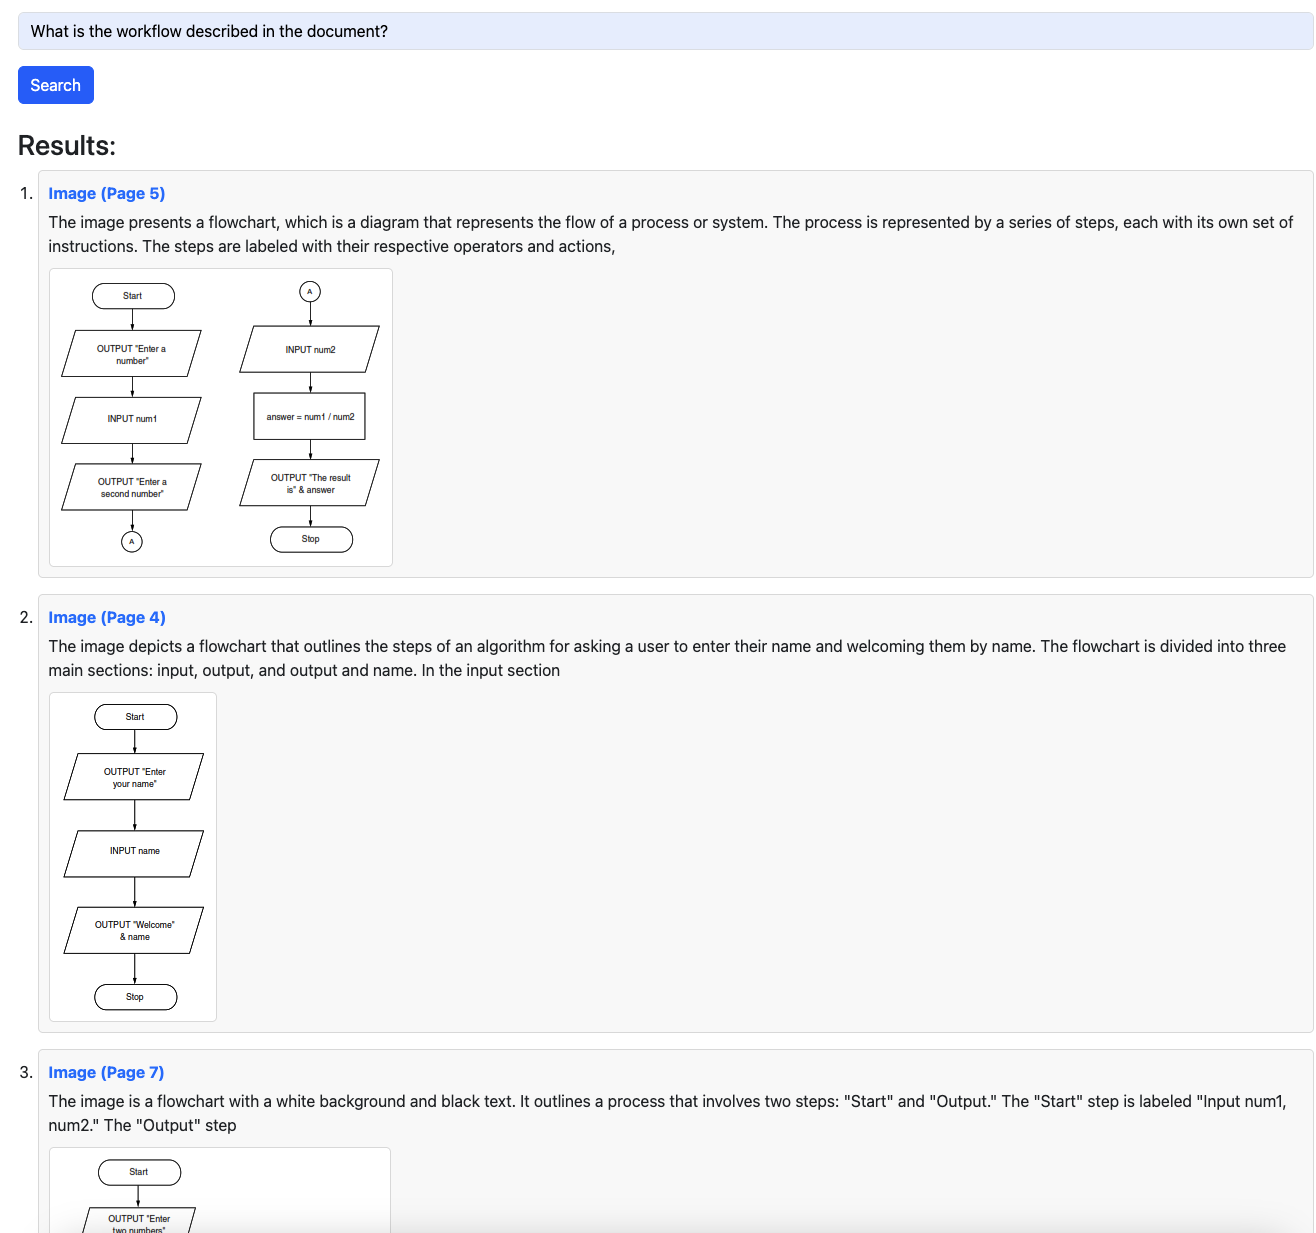 What is the workflow described in the document?
Search
Results:
1. Image (Page 5)
The image presents a flowchart, which is a diagram that represents the flow of a process or system. The process is represented by a series of steps, each with its own set of
instructions. The steps are labeled with their respective operators and actions,
Start
OUTPUT "Enter a
number"
INPUT num1
OUTPUT "Enter a
second number"
A
A
INPUT num2
answer = num1 / num2
OUTPUT "The result
is" & answer
Stop
2. Image (Page 4)
The image depicts a flowchart that outlines the steps of an algorithm for asking a user to enter their name and welcoming them by name. The flowchart is divided into three
main sections: input, output, and output and name. In the input section
Start
OUTPUT "Enter
your name"
INPUT name
OUTPUT "Welcome"
& name
Stop
3. Image (Page 7)
The image is a flowchart with a white background and black text. It outlines a process that involves two steps: "Start" and "Output." The "Start" step is labeled "Input num1,
num2." The "Output" step
Start
OUTPUT "Enter
two numbers"